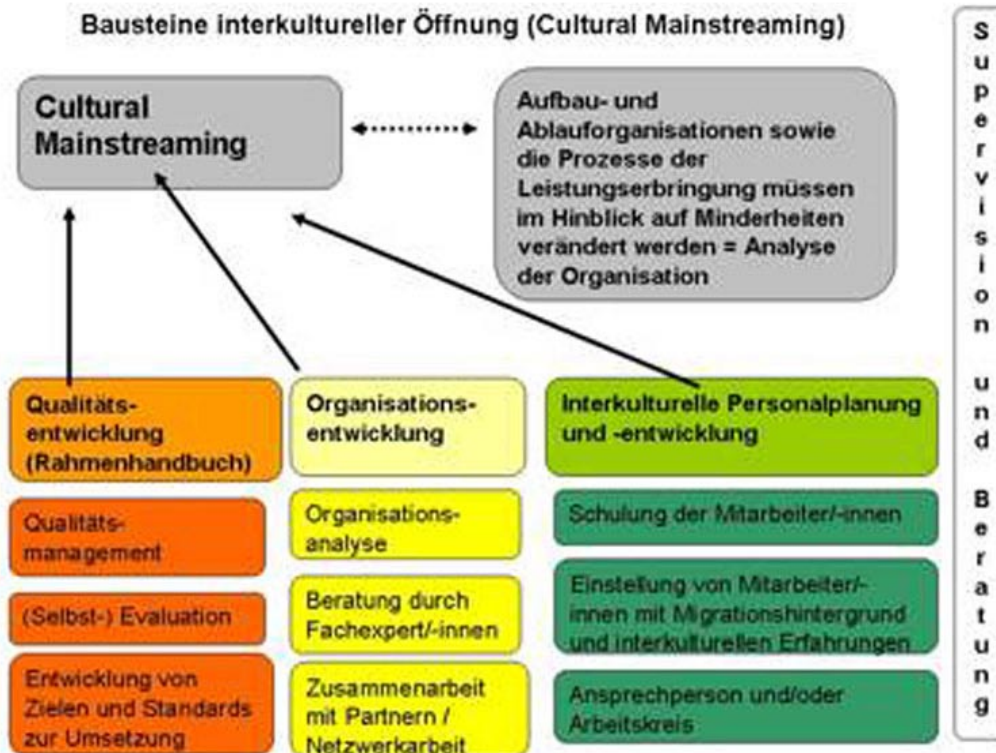 Bausteine interkultureller Öffnung (Cultural Mainstreaming)
Cultural
Mainstreaming
Aufbau- und
Ablauforganisationen sowie
die Prozesse der
Leistungserbringung müssen
im Hinblick auf Minderheiten
verändert werden = Analyse
der Organisation
Qualitäts-
entwicklung
(Rahmenhandbuch)
Qualitäts-
management
(Selbst-) Evaluation
Entwicklung von
Zielen und Standards
zur Umsetzung
Organisations-
entwicklung
Organisations-
analyse
Beratung durch
Fachexpert/-innen
Zusammenarbeit
mit Partnern /
Netzwerkarbeit
Interkulturelle Personalplanung
und -entwicklung
Schulung der Mitarbeiter/-innen
Einstellung von Mitarbeiter/-
innen mit Migrationshintergrund
und interkulturellen Erfahrungen
Ansprechperson und/oder
Arbeitskreis
Supervision und Beratung